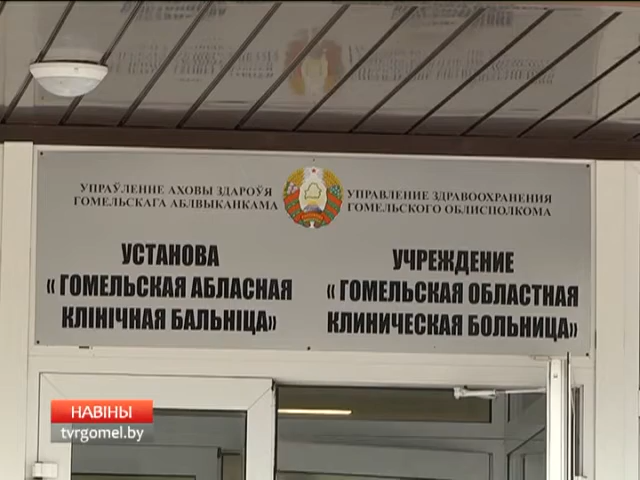 УПРАЎЛЕННЕ АХОВЫ ЗДАРОЎЯ
ГОМЕЛЬСКАГА АБЛВЫКАНКАМА
УСТАНОВА
« ГОМЕЛЬСКАЯ АБЛАСНАЯ
КЛІНІЧНАЯ БАЛЬНІЦА»
УПРАВЛЕНИЕ ЗДРАВООХРАНЕНИЯ
ГОМЕЛЬСКОГО ОБЛИСПОЛКОМА
УЧРЕЖДЕНИЕ
« ГОМЕЛЬСКАЯ ОБЛАСТНАЯ
КЛИНИЧЕСКАЯ БОЛЬНИЦА»
НАВІНЫ
tvrgomel.by